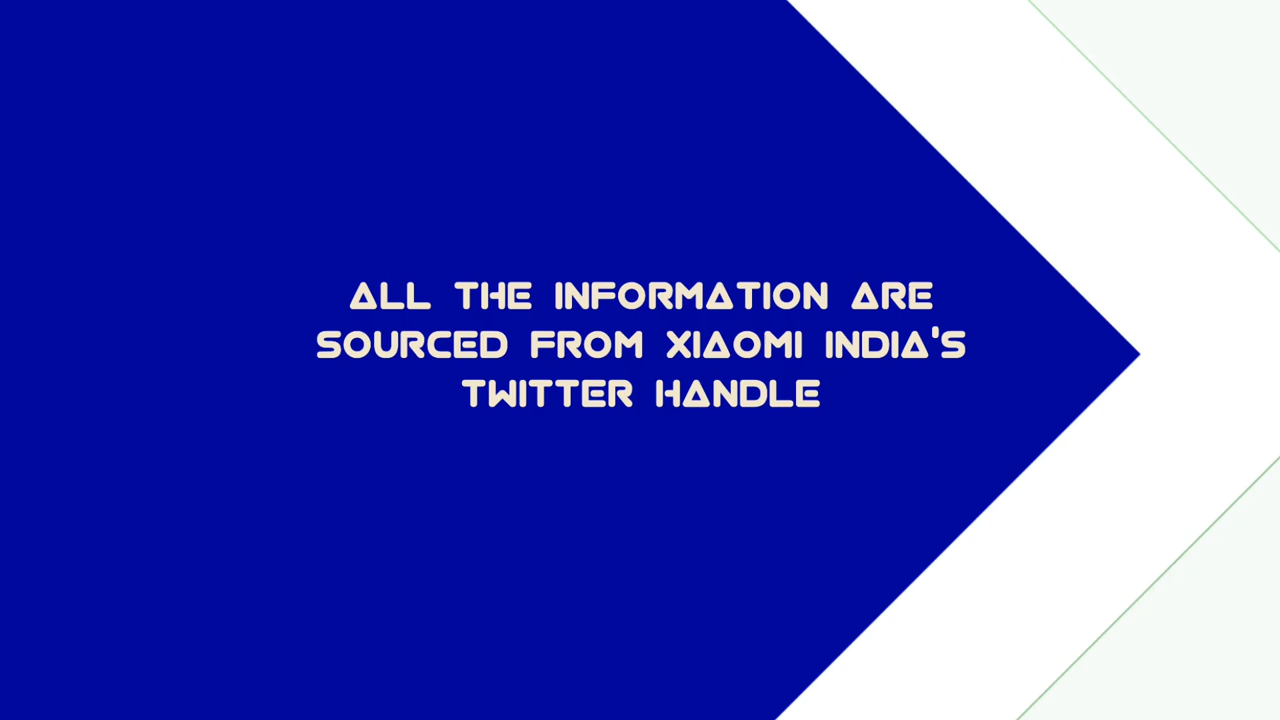 ALL THE INFORMATION ARE
SOURCED FROM XIAOMI INDIA'S
TWITTER HANDLE